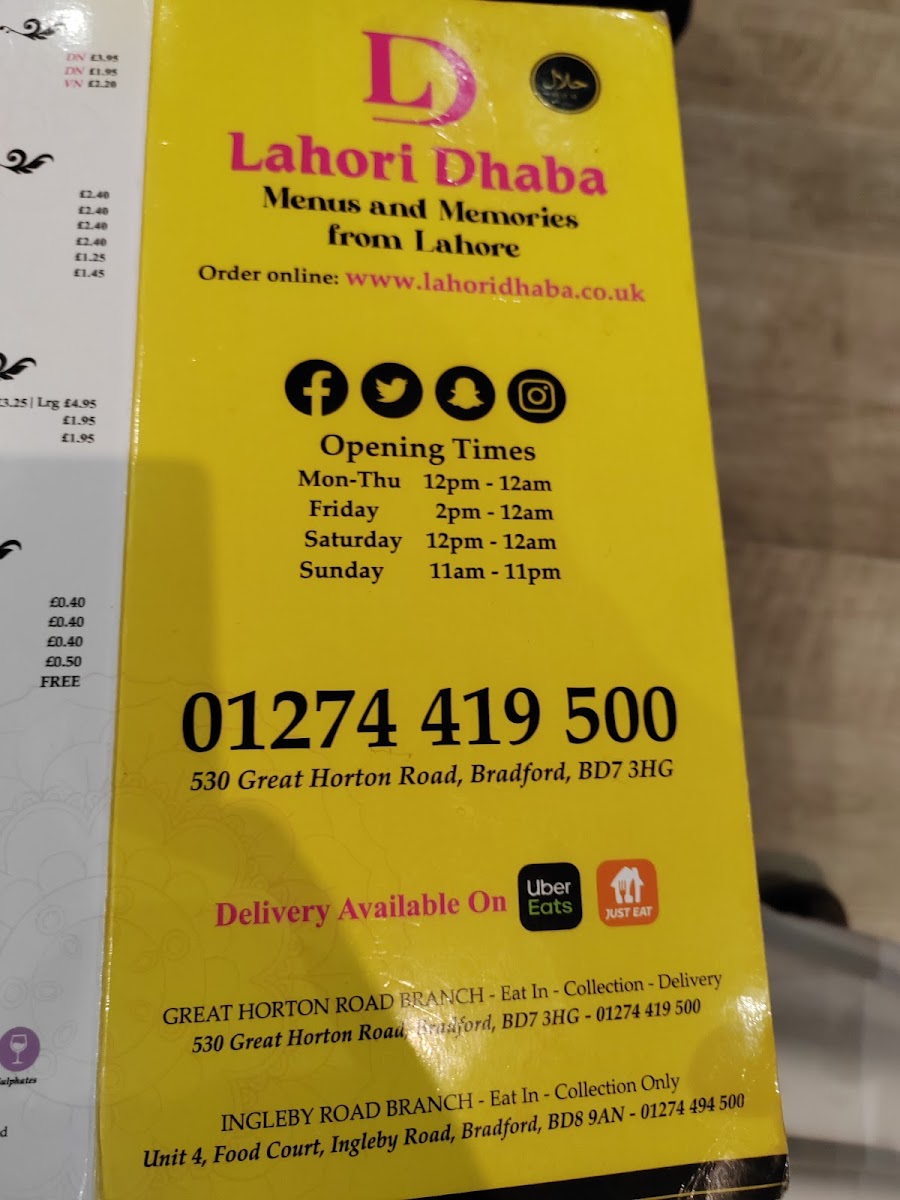 DN £3.95
DN £1.95
VN £2.20
£2.40
£2.40
£2.40
£2.40
£1.25
£1.45
3.25 | Lrg £4.95
£1.95
£1.95
£0.40
£0.40
£0.40
£0.50
FREE
ulphates
d
LD
حلال
Lahori Dhaba
Menus and Memories
from Lahore
Order online: www.lahoridhaba.co.uk
Opening Times
Mon-Thu 12pm - 12am
Friday 2pm - 12am
Saturday 12pm - 12am
Sunday 11am - 11pm
01274 419 500
530 Great Horton Road, Bradford, BD7 3HG
Delivery Available On
Uber
Eats
JUST EAT
GREAT HORTON ROAD BRANCH - Eat In - Collection - Delivery
530 Great Horton Road, Bradford, BD7 3HG - 01274 419 500
INGLEBY ROAD BRANCH - Eat In - Collection Only
Unit 4, Food Court, Ingleby Road, Bradford, BD8 9AN - 01274 494 500